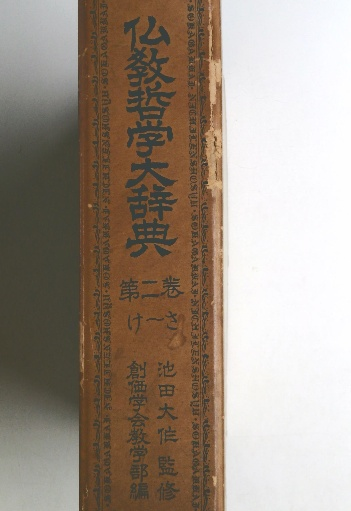 仏教哲学大辞典
第二巻
け〜さ
池田大作 監修
創価学会教学部編